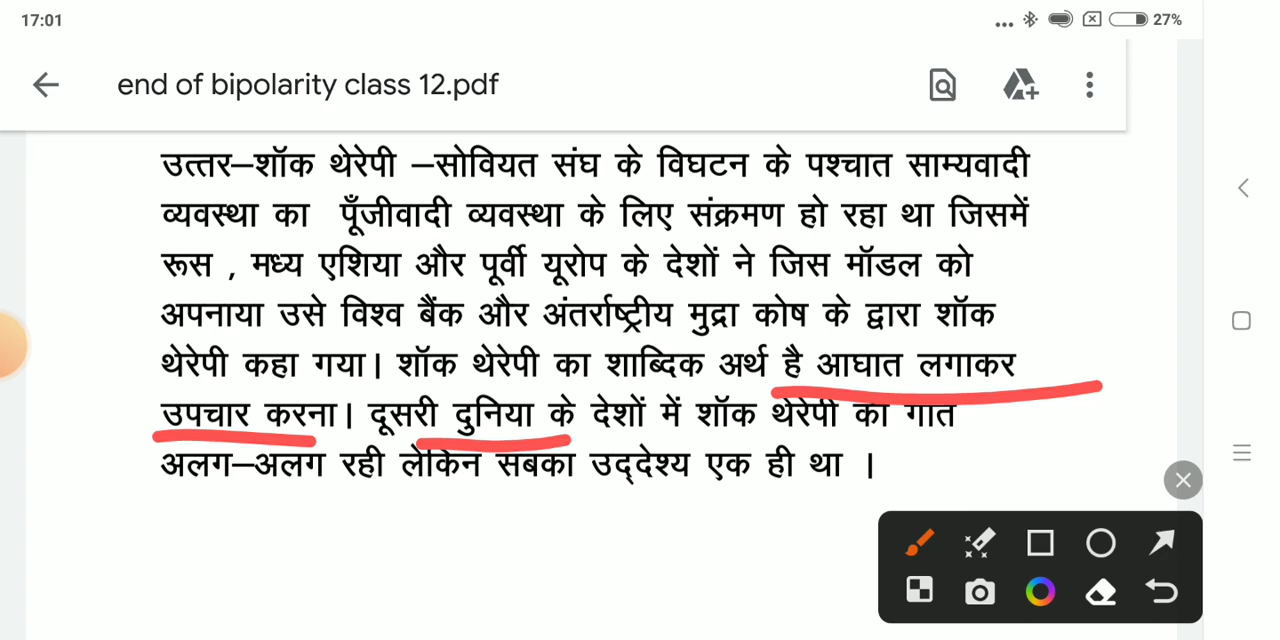 17:01
27%
end of bipolarity class 12.pdf
उत्तर–शॉक थेरेपी –सोवियत संघ के विघटन के पश्चात साम्यवादी
व्यवस्था का पूँजीवादी व्यवस्था के लिए संक्रमण हो रहा था जिसमें
रूस , मध्य एशिया और पूर्वी यूरोप के देशों ने जिस मॉडल को
अपनाया उसे विश्व बैंक और अंतर्राष्ट्रीय मुद्रा कोष के द्वारा शॉक
थेरेपी कहा गया। शॉक थेरेपी का शाब्दिक अर्थ है आघात लगाकर
उपचार करना। दूसरी दुनिया के देशों में शॉक थेरेपी की गति
अलग–अलग रही लेकिन सबका उद्देश्य एक ही था ।